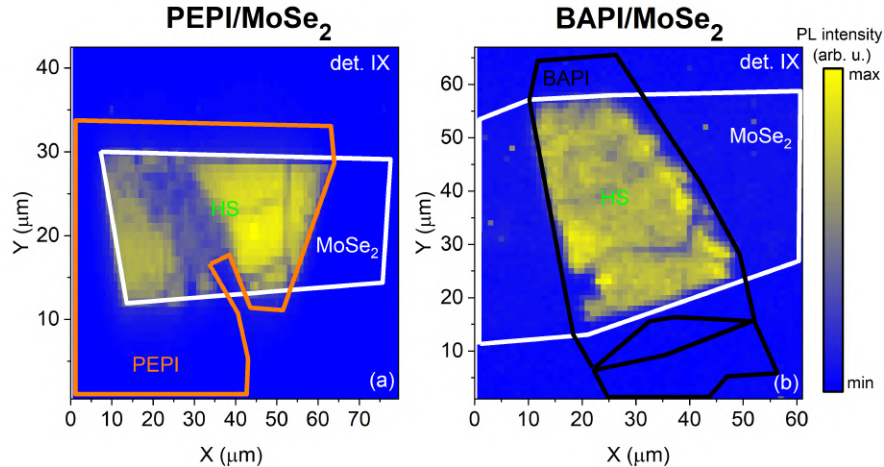 PEPI/MoSe₂
BAPI/MoSe₂
PL intensity
(arb. u.)
max
min
det. IX
HS
MoSe₂
PEPI
(a)
40
30
20
10
Y (μm)
0 10 20 30 40 50 60 70
X (μm)
det. IX
BAPI
MoSe₂
HS
(b)
60
50
40
30
20
10
Y (μm)
0 10 20 30 40 50 60
X (μm)